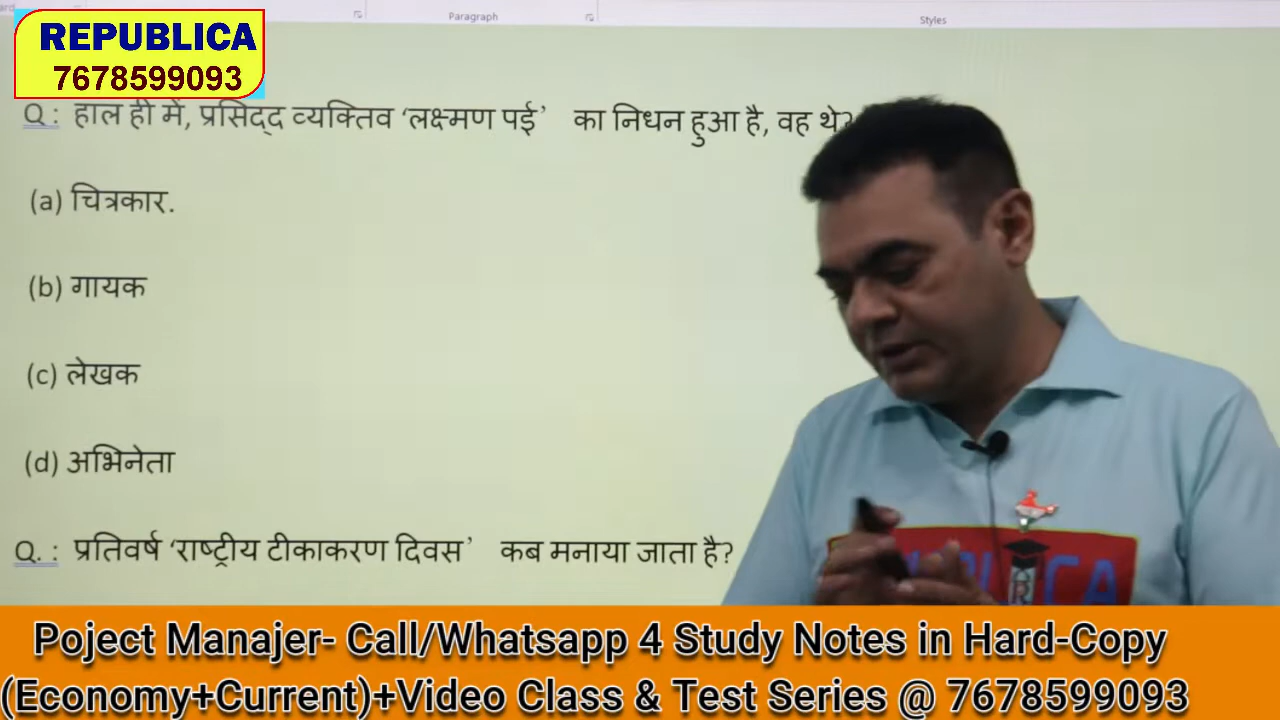 Paragraph
Styles
REPUBLICA
7678599093
Q : हाल ही में, प्रसिद्द व्यक्तिव ‘लक्ष्मण पई’ का निधन हुआ है, वह थे?
(a) चित्रकार.
(b) गायक
(c) लेखक
(d) अभिनेता
Q. : प्रतिवर्ष ‘राष्ट्रीय टीकाकरण दिवस’ कब मनाया जाता है?
Poject Manajer- Call/Whatsapp 4 Study Notes in Hard-Copy
(Economy+Current)+Video Class & Test Series @ 7678599093